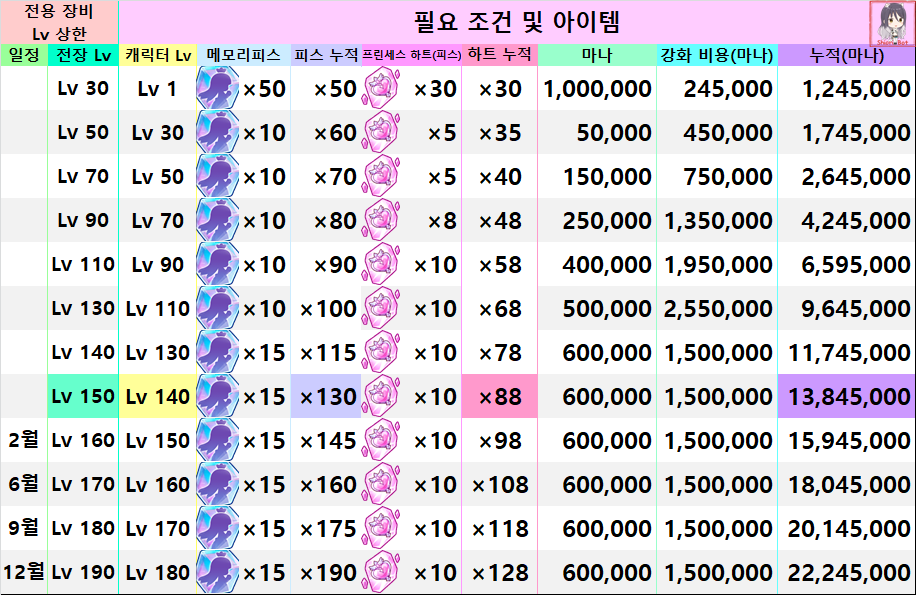 전용 장비
Lv 상한
필요 조건 및 아이템
일정 전장 Lv 캐릭터 Lv 메모리피스 피스 누적 프린세스 하트(피스) 하트 누적 마나 강화 비용(마나) 누적(마나)
Lv 30 Lv 1 ×50 ×50 ×30 ×30 1,000,000 245,000 1,245,000
Lv 50 Lv 30 ×10 ×60 ×5 ×35 50,000 450,000 1,745,000
Lv 70 Lv 50 ×10 ×70 ×5 ×40 150,000 750,000 2,645,000
Lv 90 Lv 70 ×10 ×80 ×8 ×48 250,000 1,350,000 4,245,000
Lv 110 Lv 90 ×10 ×90 ×10 ×58 400,000 1,950,000 6,595,000
Lv 130 Lv 110 ×10 ×100 ×10 ×68 500,000 2,550,000 9,645,000
Lv 140 Lv 130 ×15 ×115 ×10 ×78 600,000 1,500,000 11,745,000
Lv 150 Lv 140 ×15 ×130 ×10 ×88 600,000 1,500,000 13,845,000
2월 Lv 160 Lv 150 ×15 ×145 ×10 ×98 600,000 1,500,000 15,945,000
6월 Lv 170 Lv 160 ×15 ×160 ×10 ×108 600,000 1,500,000 18,045,000
9월 Lv 180 Lv 170 ×15 ×175 ×10 ×118 600,000 1,500,000 20,145,000
12월 Lv 190 Lv 180 ×15 ×190 ×10 ×128 600,000 1,500,000 22,245,000